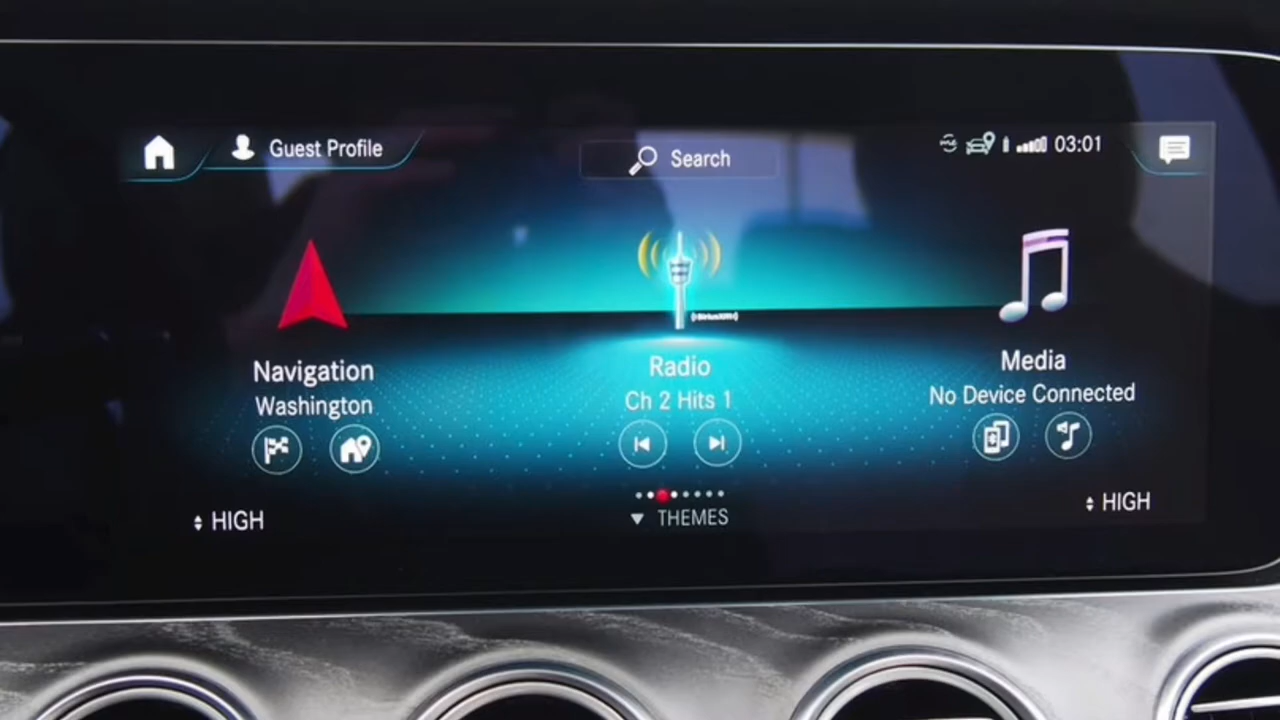 Guest Profile
Search
03:01
((SiriusXM))
Navigation
Washington
Radio
Ch 2 Hits 1
Media
No Device Connected
HIGH
THEMES
HIGH